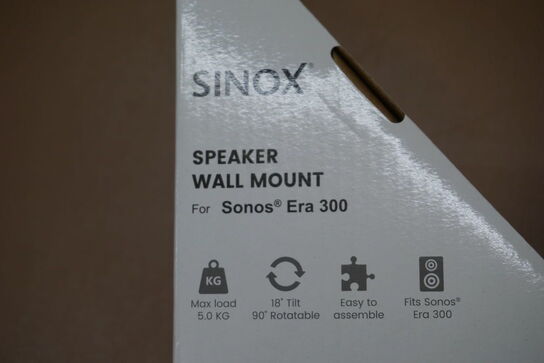 SINOX®
SPEAKER
WALL MOUNT
For Sonos® Era 300
KG
Max load
5.0 KG
18° Tilt
90° Rotatable
Easy to
assemble
Fits Sonos®
Era 300